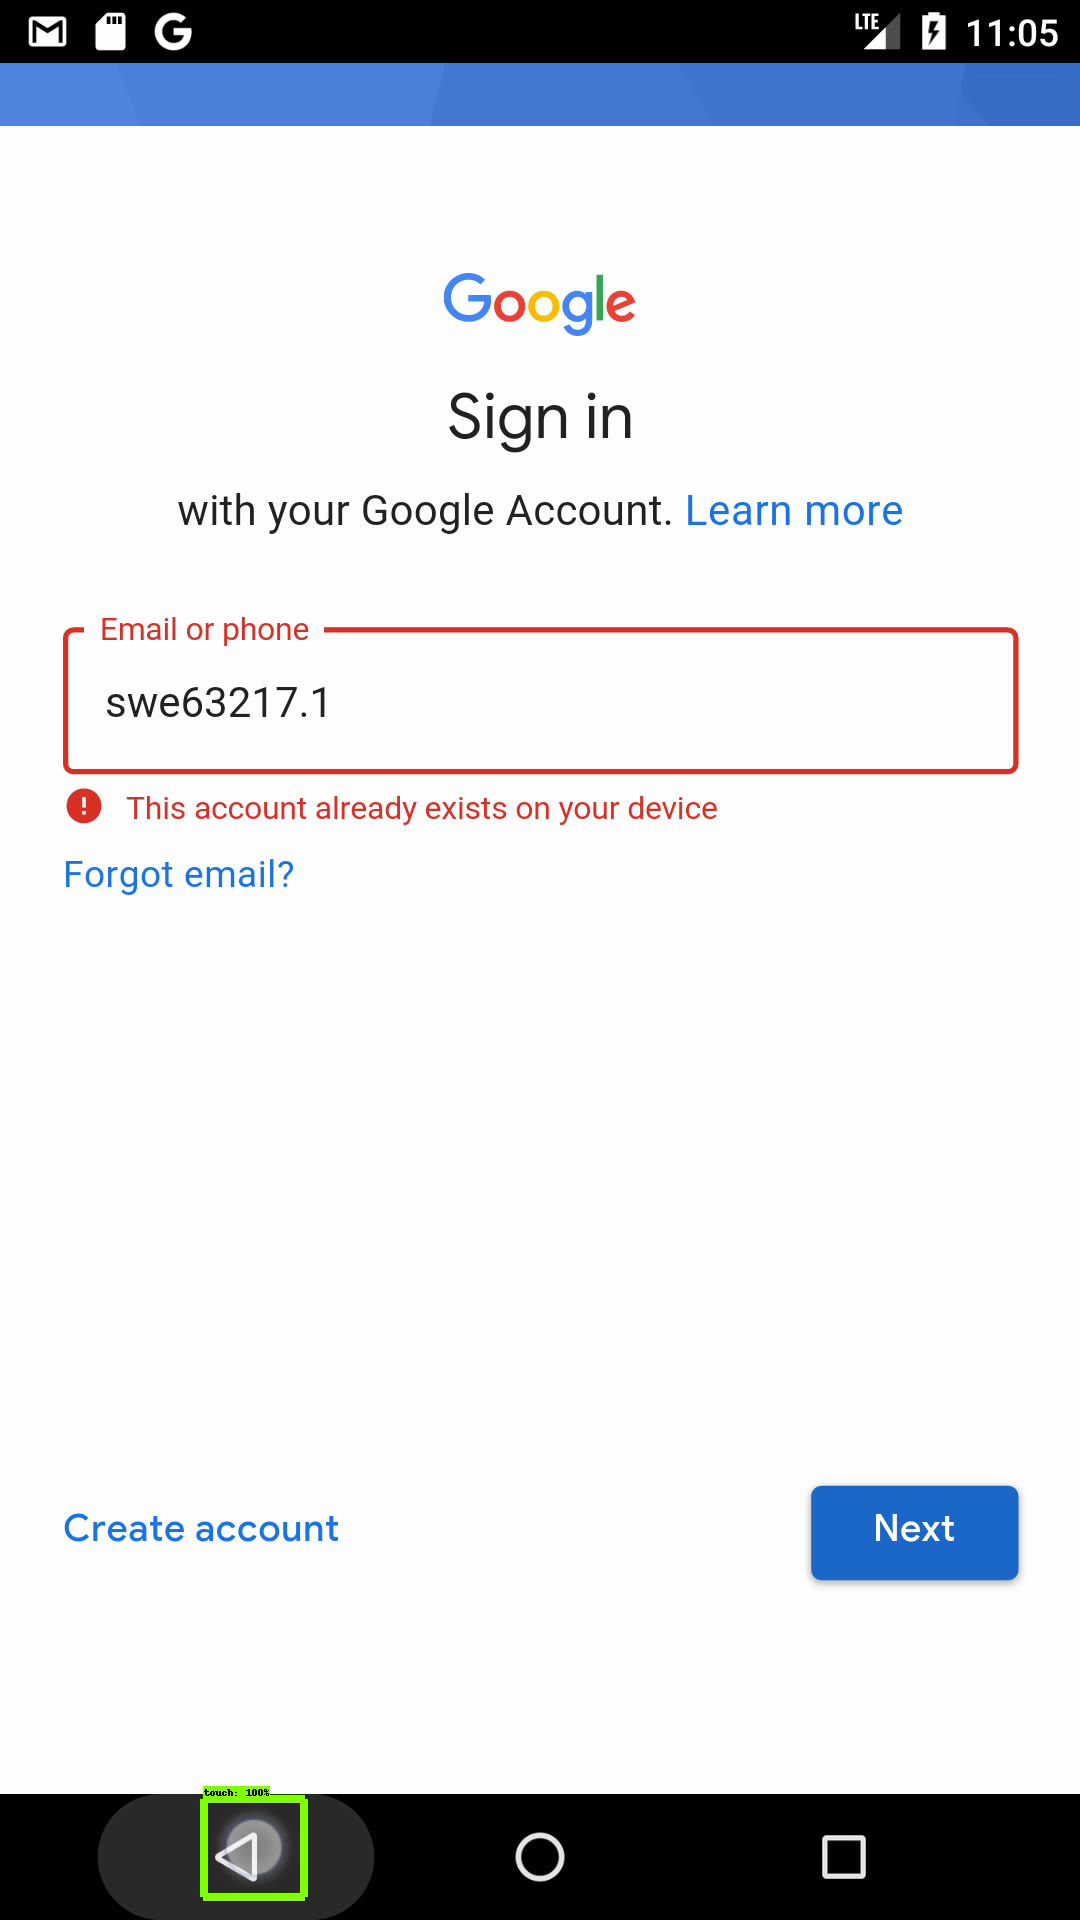 LTE 11:05
Google
Sign in
with your Google Account. Learn more
Email or phone
swe63217.1
This account already exists on your device
Forgot email?
Create account
Next
touch: 100%